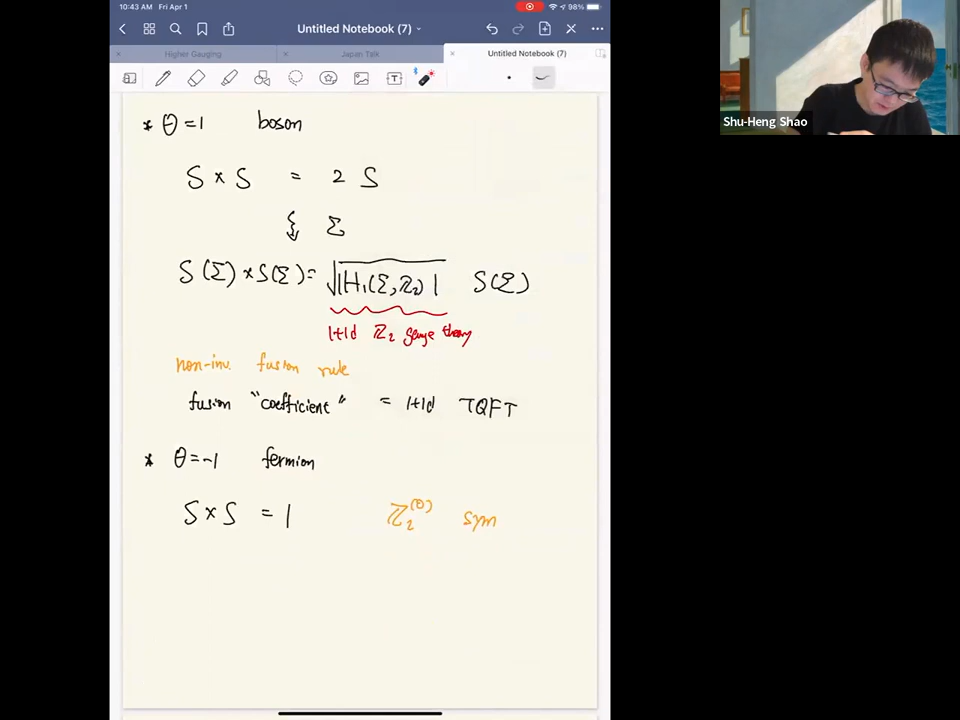 10:43 AM Fri Apr 1
98%
Untitled Notebook (7)
Higher Gauging
Japan Talk
Untitled Notebook (7)
Shu-Heng Shao
* θ = 1 boson
S × S = 2 S
⇓ Σ
S(Σ) × S(Σ) = √|H₁(Σ, ℤ₂)| S(Σ)
1+1d ℤ₂ gauge theory
non-inv. fusion rule
fusion "coefficient" = 1+1d TQFT
* θ = -1 fermion
S × S = 1 ℤ₂⁽⁰⁾ sym